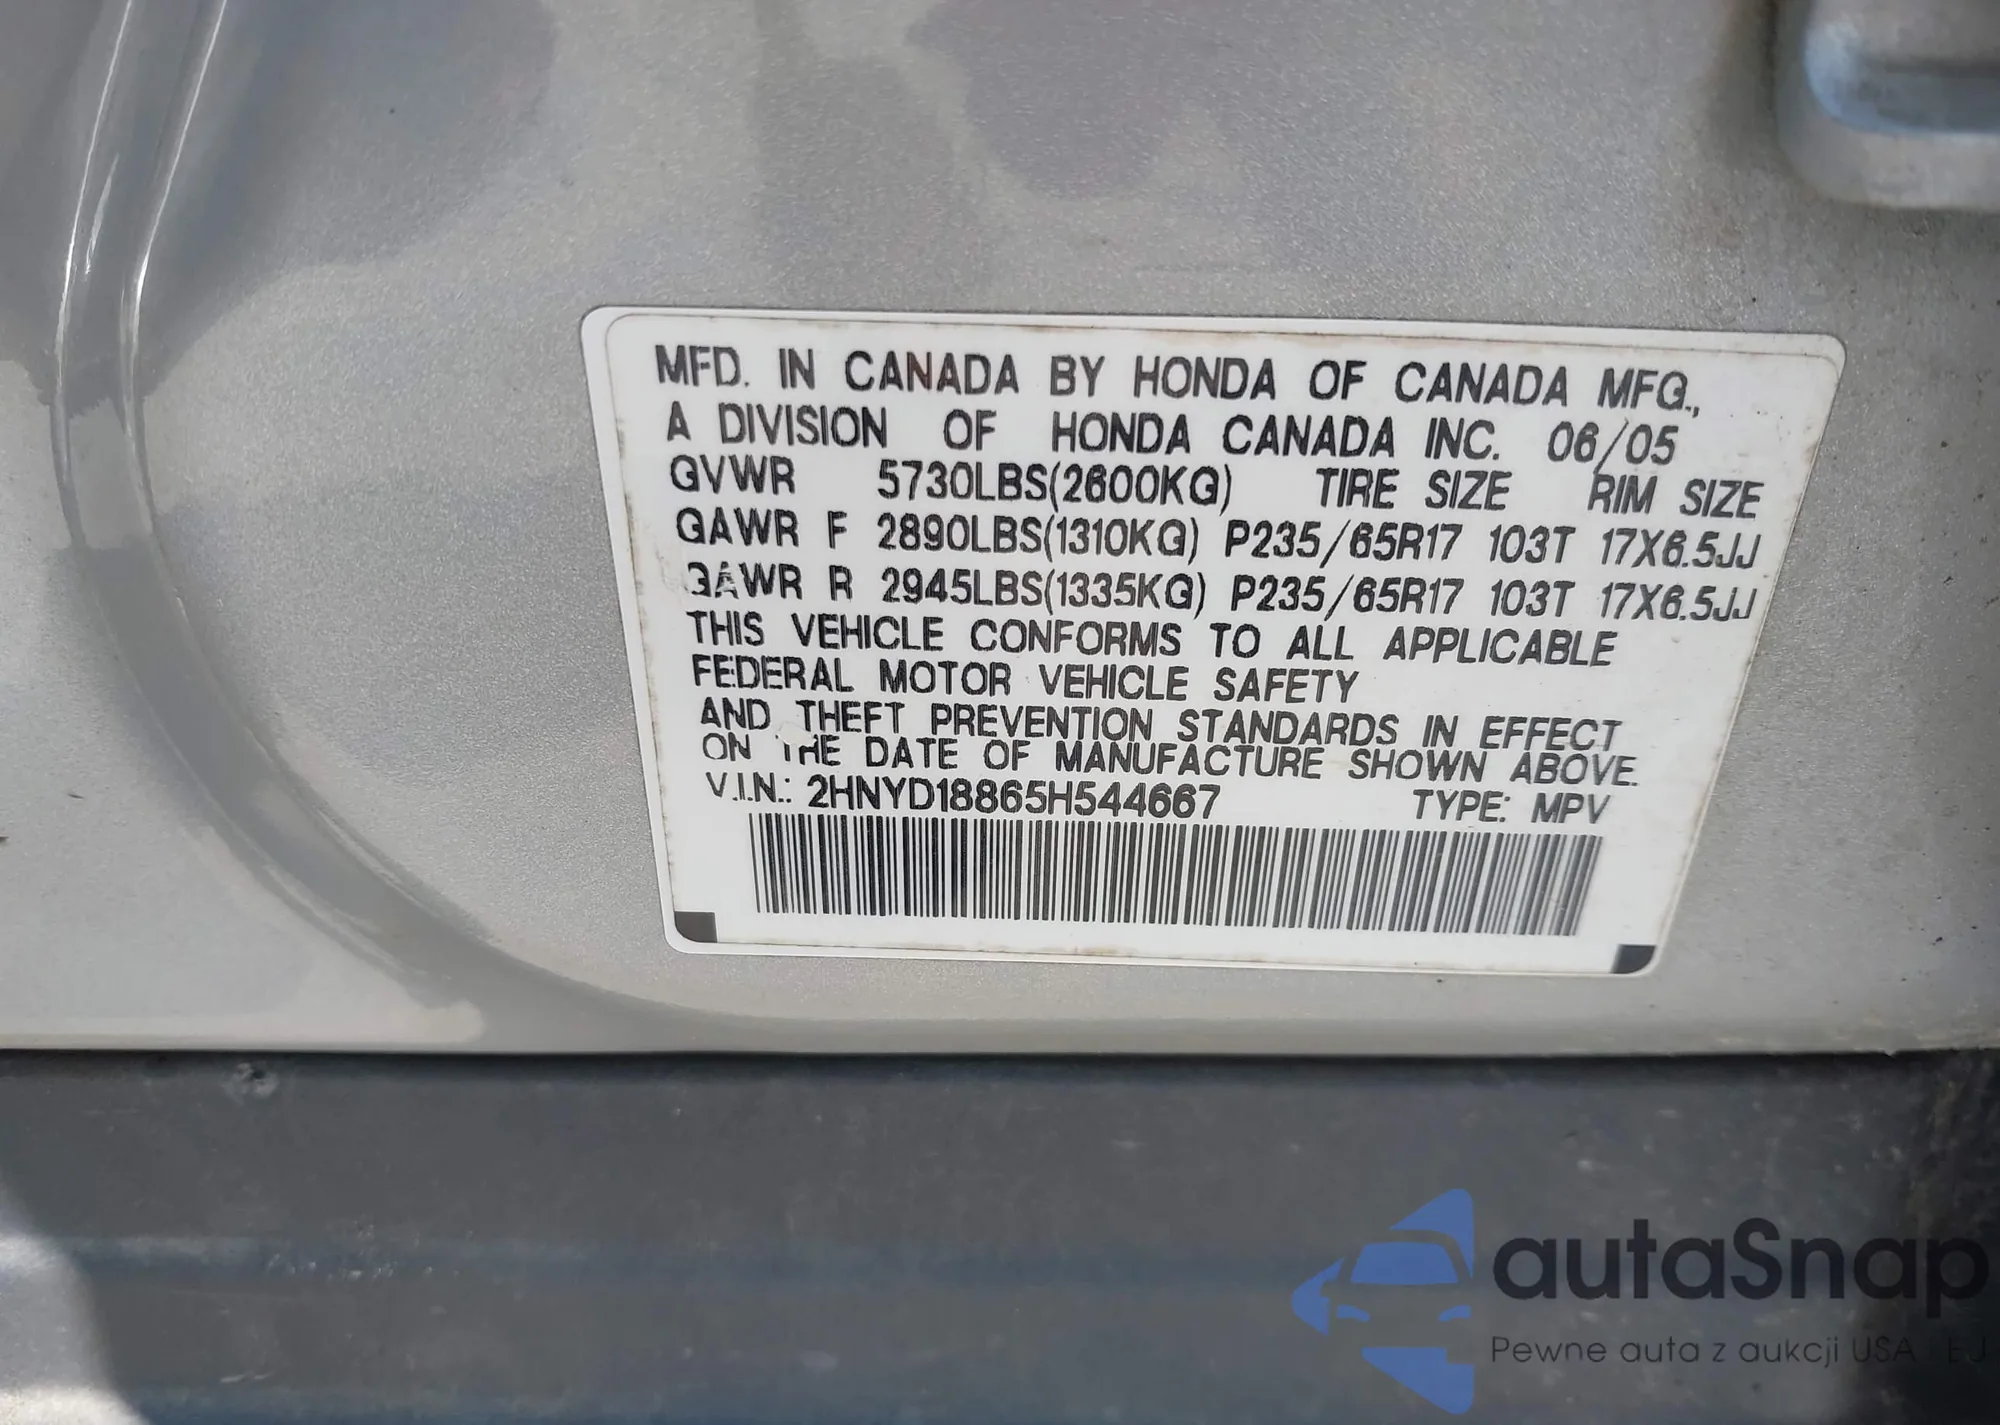 MFD. IN CANADA BY HONDA OF CANADA MFG.,
A DIVISION OF HONDA CANADA INC. 06/05
GVWR 5730LBS(2600KG) TIRE SIZE RIM SIZE
GAWR F 2890LBS(1310KG) P235/65R17 103T 17X6.5JJ
GAWR R 2945LBS(1335KG) P235/65R17 103T 17X6.5JJ
THIS VEHICLE CONFORMS TO ALL APPLICABLE
FEDERAL MOTOR VEHICLE SAFETY
AND THEFT PREVENTION STANDARDS IN EFFECT
ON THE DATE OF MANUFACTURE SHOWN ABOVE.
V.I.N.: 2HNYD18865H544667 TYPE: MPV
autaSnap
Pewne auta z aukcji USA i EU